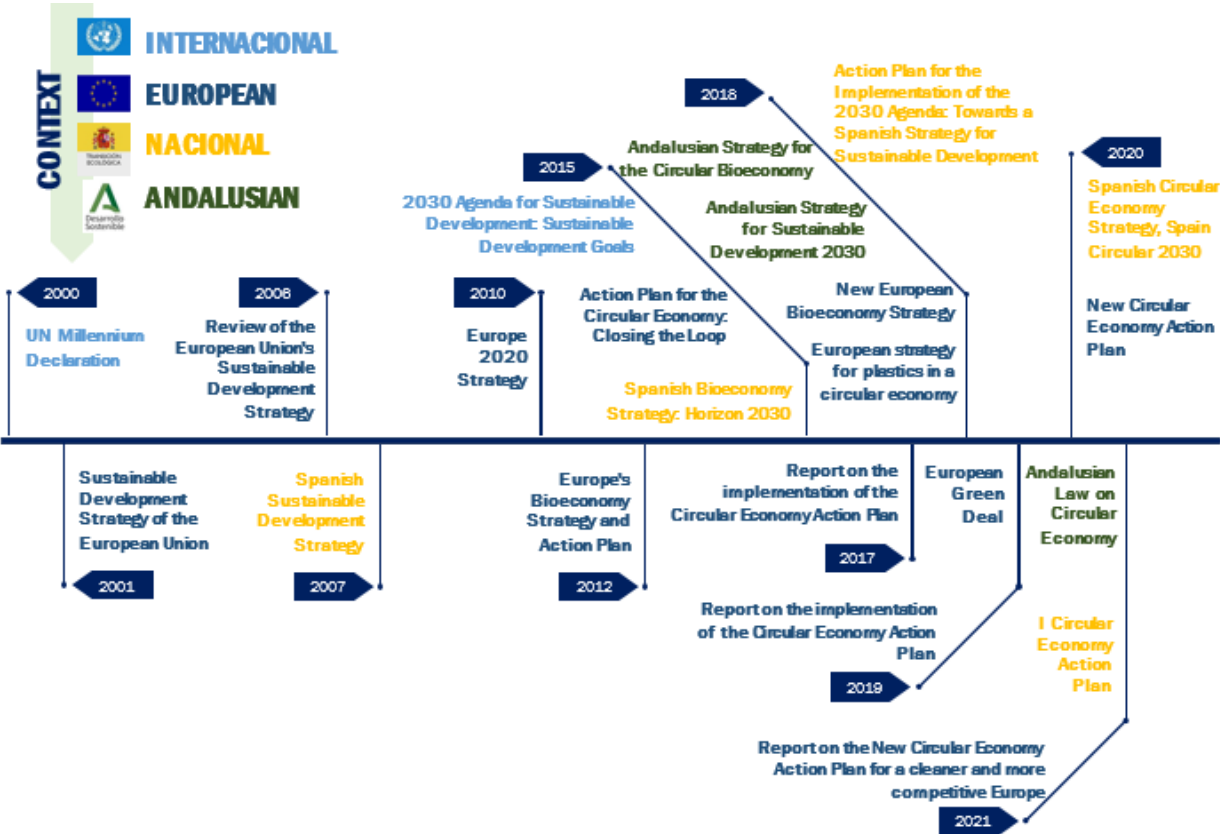 CONTEXT
INTERNACIONAL
EUROPEAN
TRANSICIÓN
ECOLÓGICA
NACIONAL
Desarrollo
Sostenible
ANDALUSIAN
2000
UN Millennium
Declaration
2001
Sustainable
Development
Strategy of the
European Union
2006
Review of the
European Union's
Sustainable
Development
Strategy
2007
Spanish
Sustainable
Development
Strategy
2010
Europe
2020
Strategy
2012
Europe's
Bioeconomy
Strategy and
Action Plan
2015
2030 Agenda for Sustainable
Development: Sustainable
Development Goals
Action Plan for the
Circular Economy:
Closing the Loop
Spanish Bioeconomy
Strategy: Horizon 2030
2017
Report on the
implementation of the
Circular Economy Action Plan
2018
Action Plan for the
Implementation of the
2030 Agenda: Towards a
Spanish Strategy for
Sustainable Development
Andalusian Strategy for
the Circular Bioeconomy
Andalusian Strategy
for Sustainable
Development 2030
New European
Bioeconomy Strategy
European strategy
for plastics in a
circular economy
2019
European
Green
Deal
Report on the implementation
of the Circular Economy Action
Plan
2020
Spanish Circular
Economy
Strategy, Spain
Circular 2030
New Circular
Economy Action
Plan
2021
Andalusian
Law on
Circular
Economy
I Circular
Economy
Action
Plan
Report on the New Circular Economy
Action Plan for a cleaner and more
competitive Europe